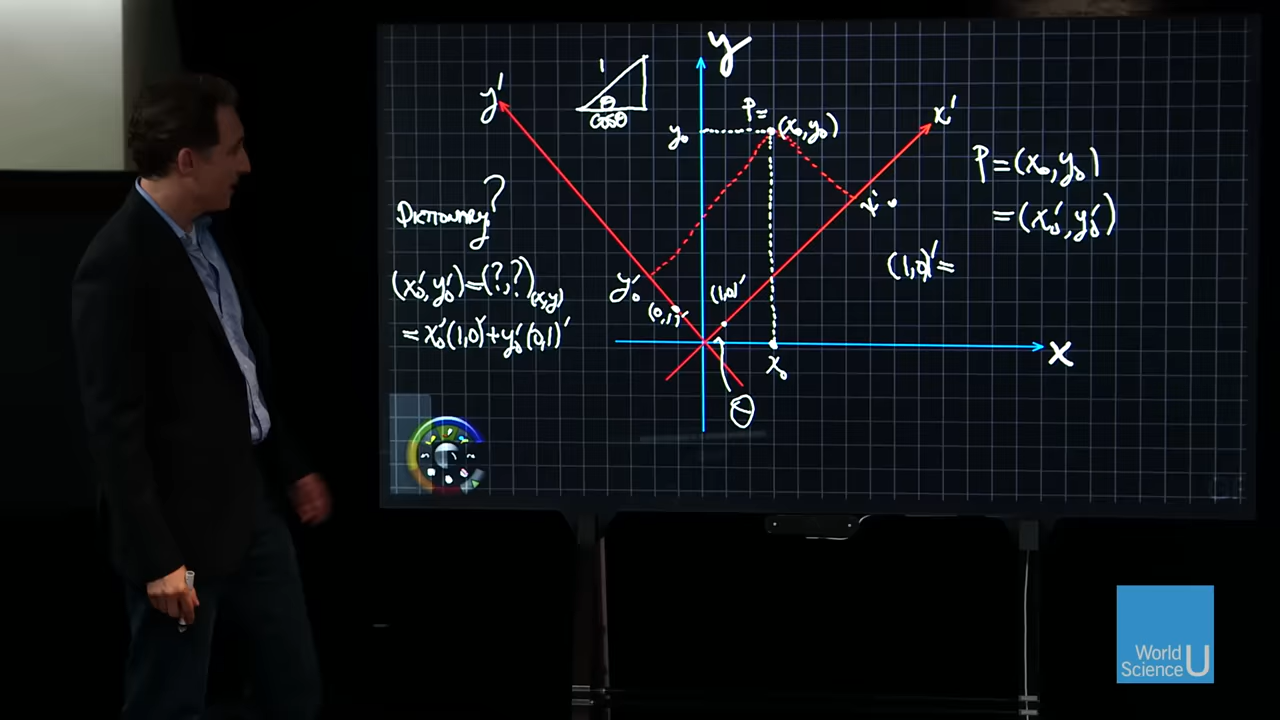 y
y'
1
θ
cosθ
P=
y₀
(x₀,y₀)
x'
P=(x₀,y₀)
=(x₀',y₀')
Dictionary?
(1,0)'=
(x₀',y₀')=(?,?)(x,y)
y₀'
(0,1)'
(1,0)'
=x₀'(1,0)'+y₀'(0,1)'
x
x₀
θ
World
Science U